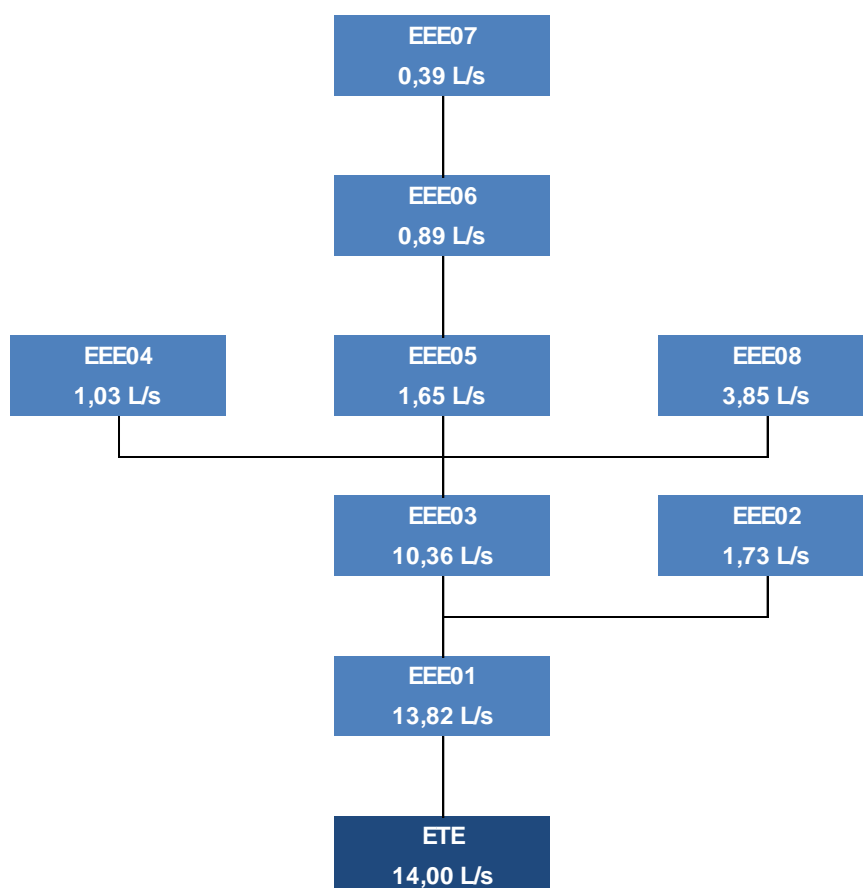 EEE07
0,39 L/s
EEE06
0,89 L/s
EEE04
1,03 L/s
EEE05
1,65 L/s
EEE08
3,85 L/s
EEE03
10,36 L/s
EEE02
1,73 L/s
EEE01
13,82 L/s
ETE
14,00 L/s